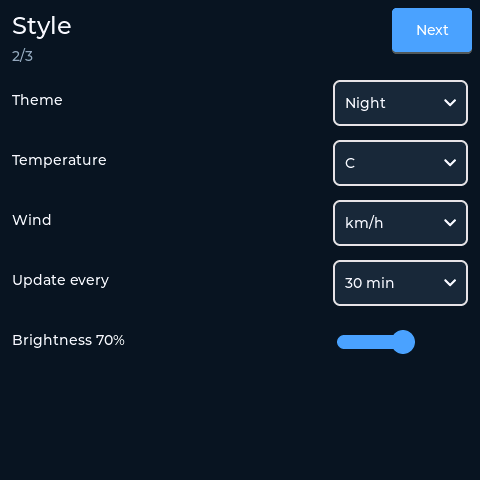 Style
Next
2/3
Theme
Night
Temperature
C
Wind
km/h
Update every
30 min
Brightness 70%